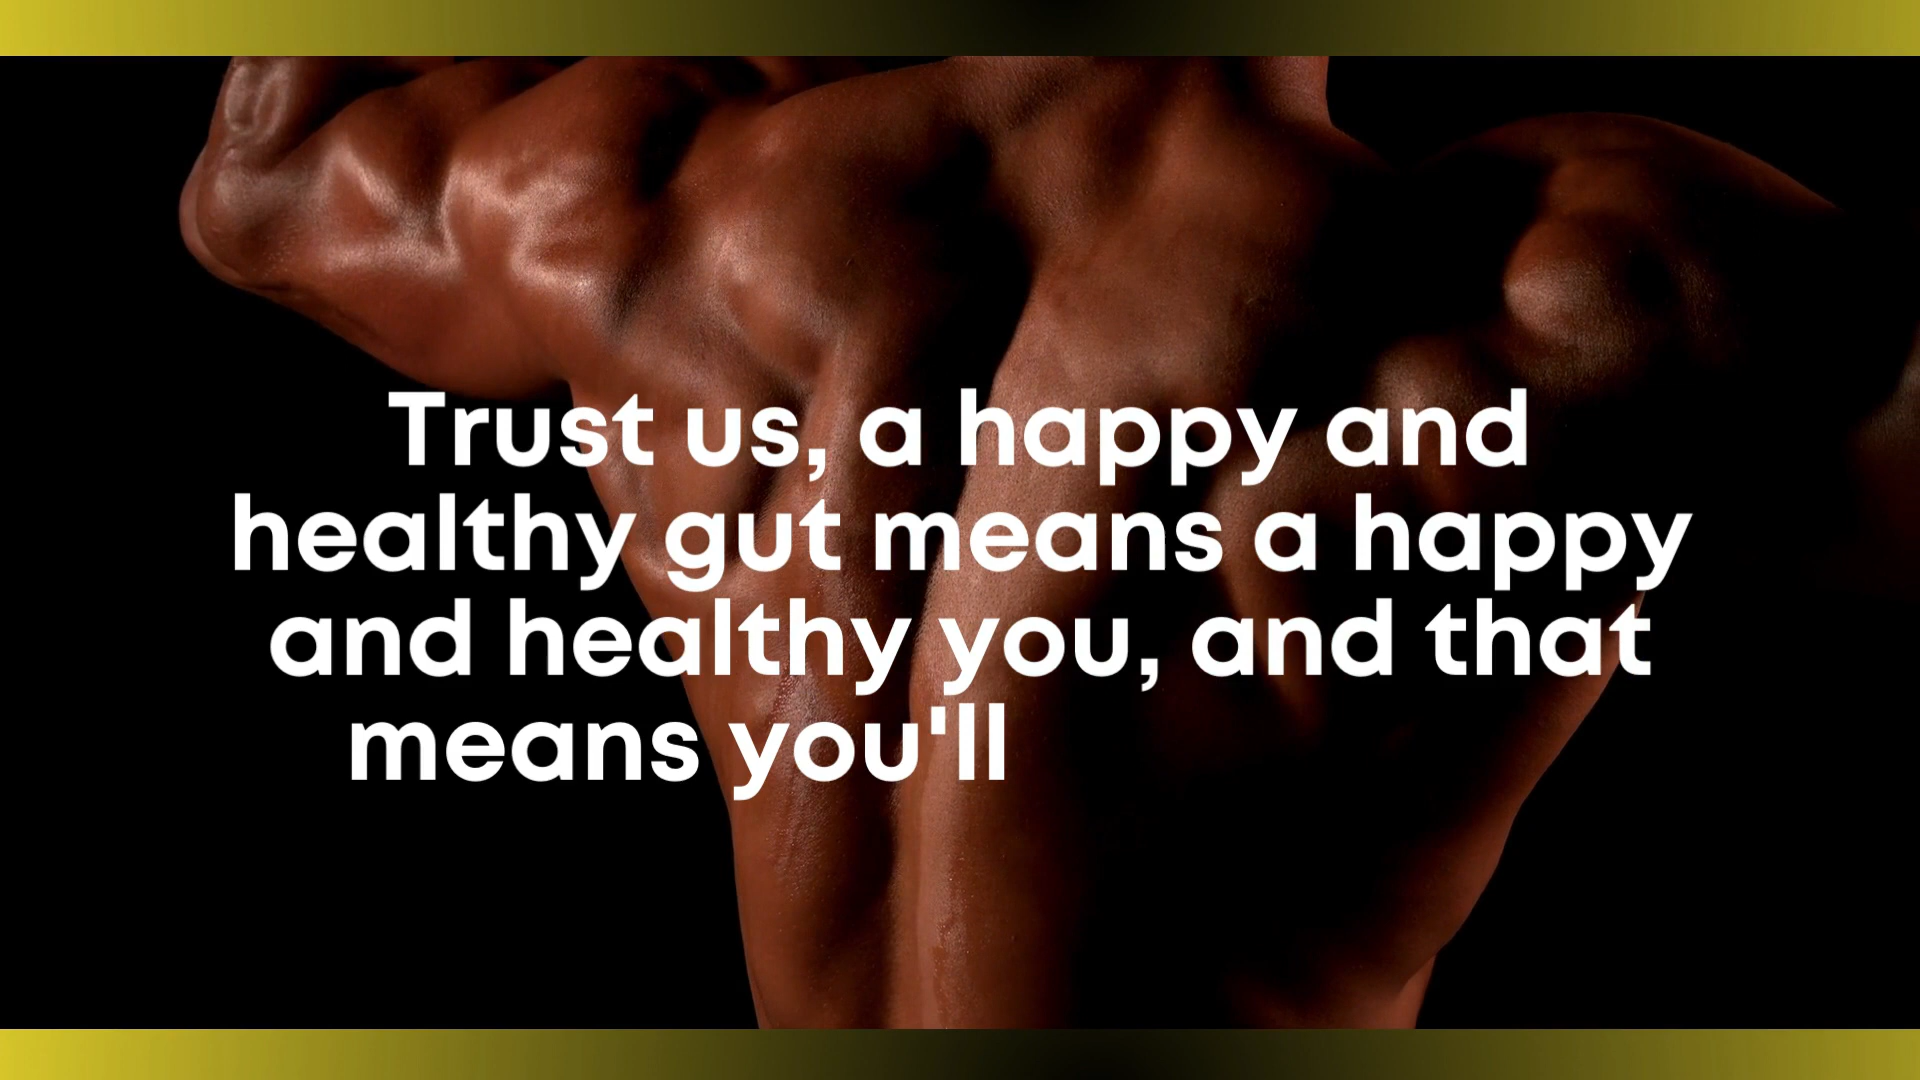 Trust us, a happy and
healthy gut means a happy
and healthy you, and that
means you'll